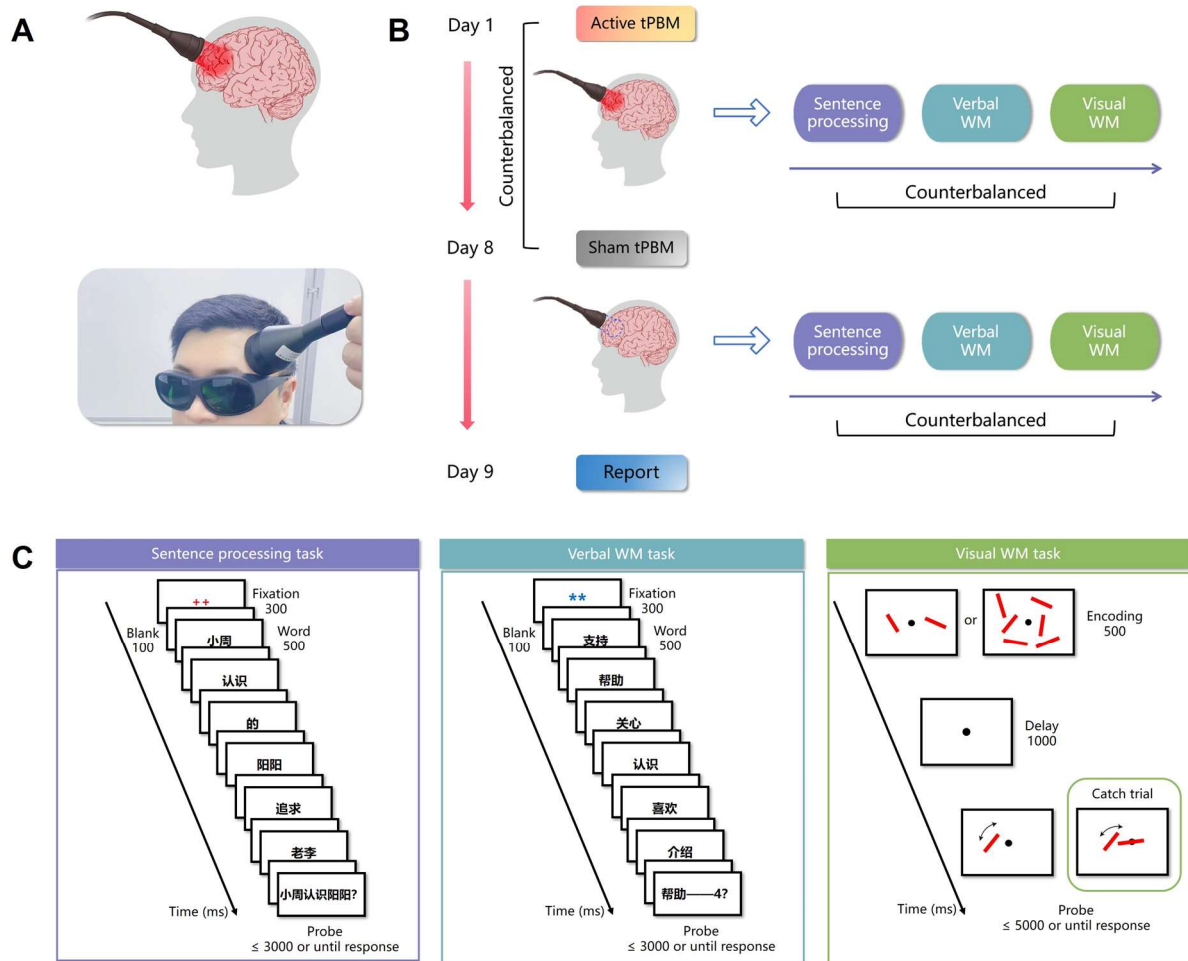 A
B
Day 1
Active tPBM
Counterbalanced
Sentence
processing
Verbal
WM
Visual
WM
Counterbalanced
Day 8
Sham tPBM
Sentence
processing
Verbal
WM
Visual
WM
Counterbalanced
Day 9
Report
C
Sentence processing task
++
Fixation
300
Blank
100
小周
Word
500
认识
的
阳阳
追求
老李
小周认识阳阳?
Time (ms)
Probe
≤ 3000 or until response
Verbal WM task
**
Fixation
300
Blank
100
支持
Word
500
帮助
关心
认识
喜欢
介绍
帮助——4?
Time (ms)
Probe
≤ 3000 or until response
Visual WM task
or
Encoding
500
Delay
1000
Catch trial
Time (ms)
Probe
≤ 5000 or until response